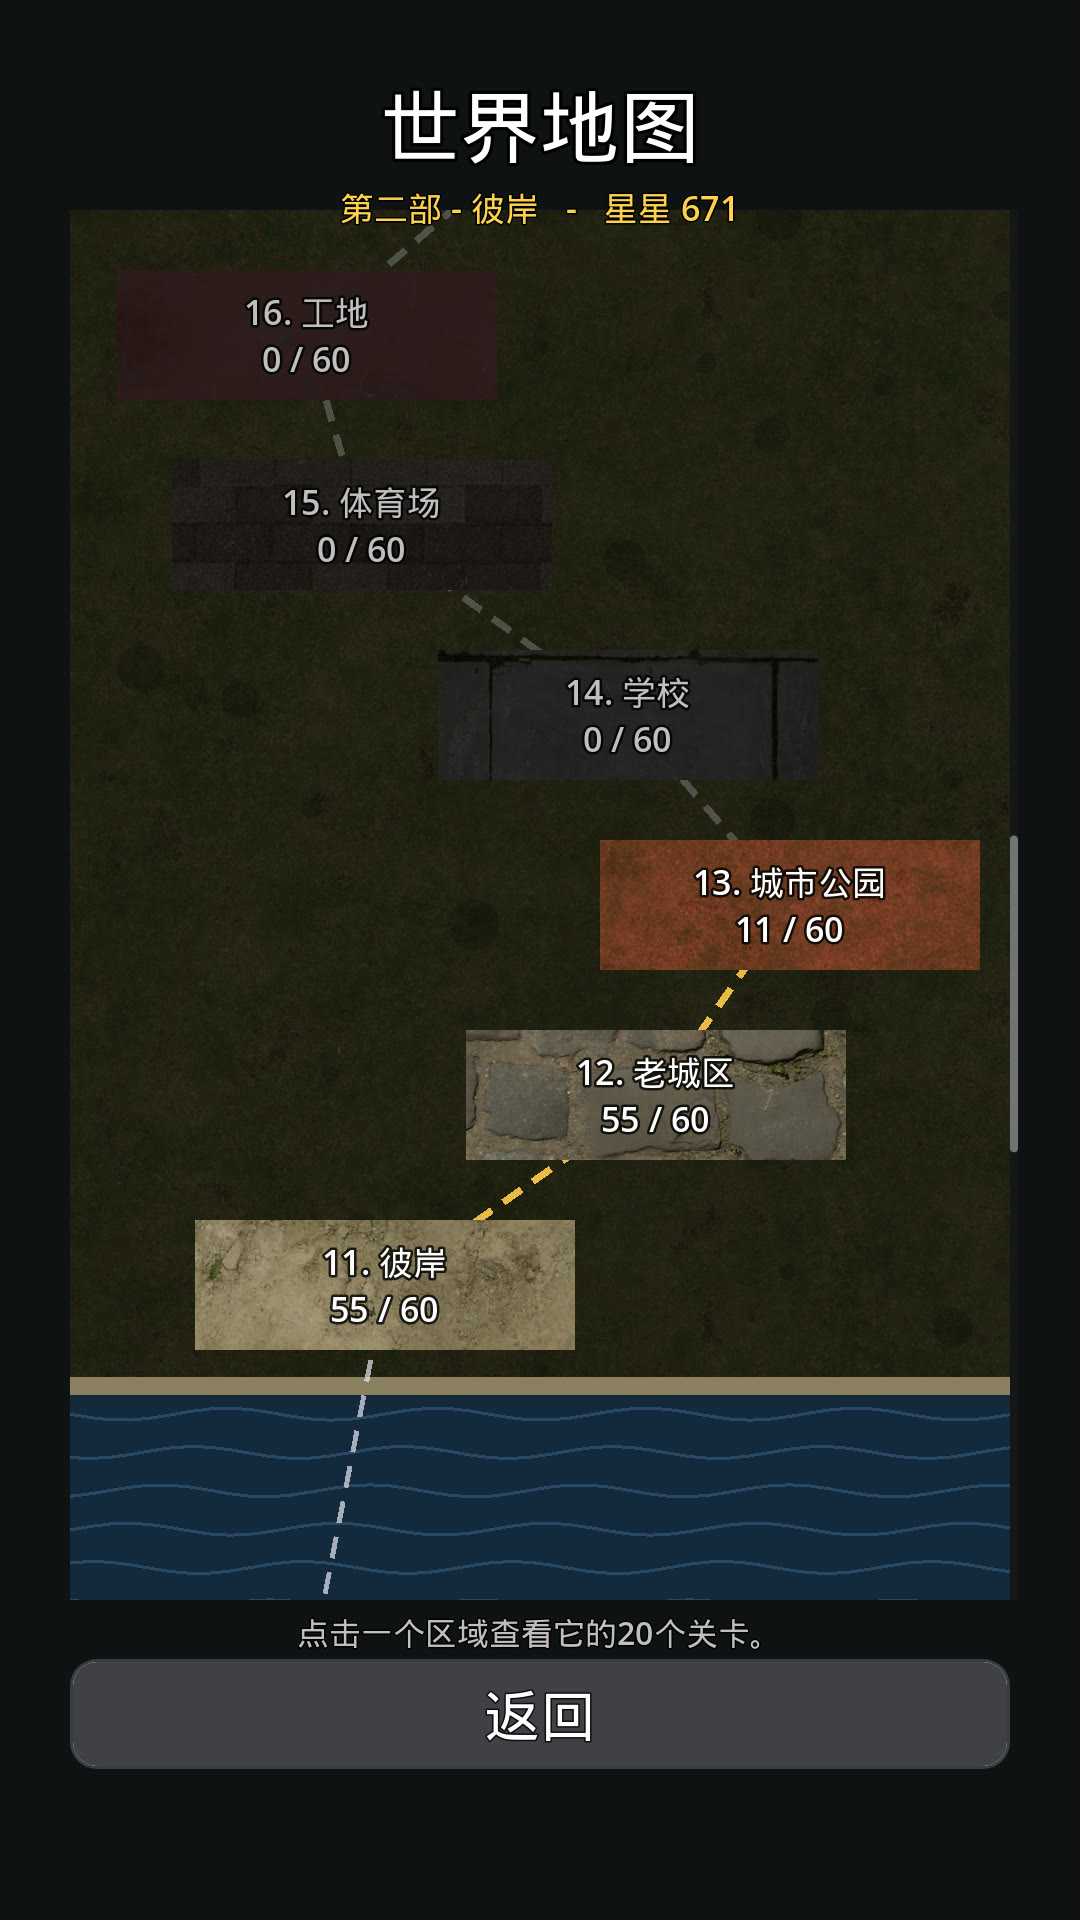 世界地图
第二部 - 彼岸 - 星星 671
16. 工地
0 / 60
15. 体育场
0 / 60
14. 学校
0 / 60
13. 城市公园
11 / 60
12. 老城区
55 / 60
11. 彼岸
55 / 60
点击一个区域查看它的20个关卡。
返回